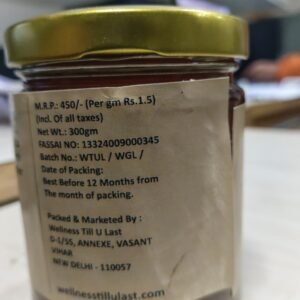 M.R.P.: 450/- (Per gm Rs.1.5)
(Incl. Of all taxes)
Net Wt.: 300gm
FASSAI NO: 13324009000345
Batch No.: WTUL / WGL /
Date of Packing:
Best Before 12 Months from
The month of packing.
Packed & Marketed By :
Wellness Till U Last
D-1/55, ANNEXE, VASANT
VIHAR
NEW DELHI - 110057
wellnesstillulast.com